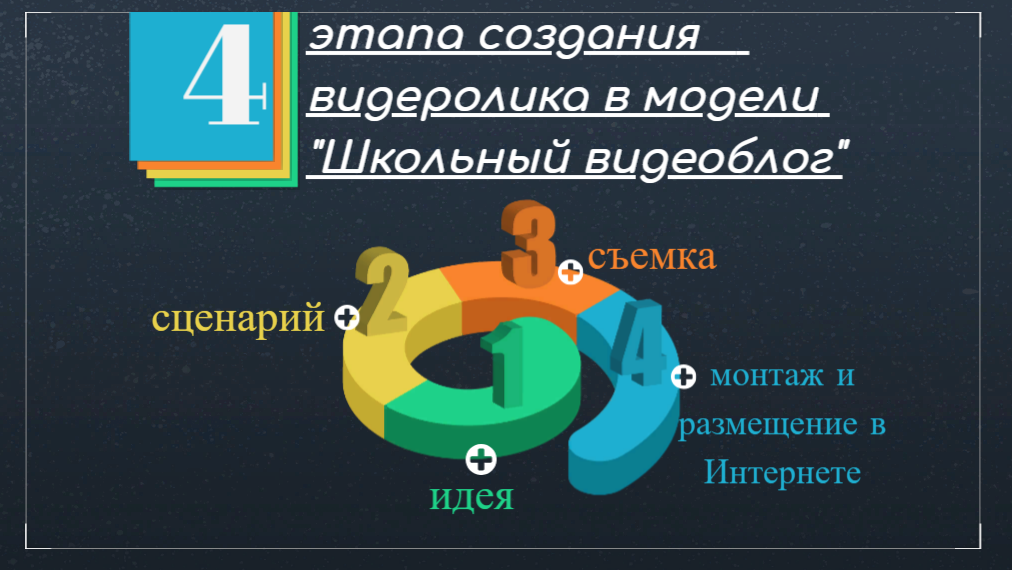 4
этапа создания
видеролика в модели
"Школьный видеоблог"
3
съемка
2
сценарий
1
4
монтаж и
размещение в
Интернете
идея